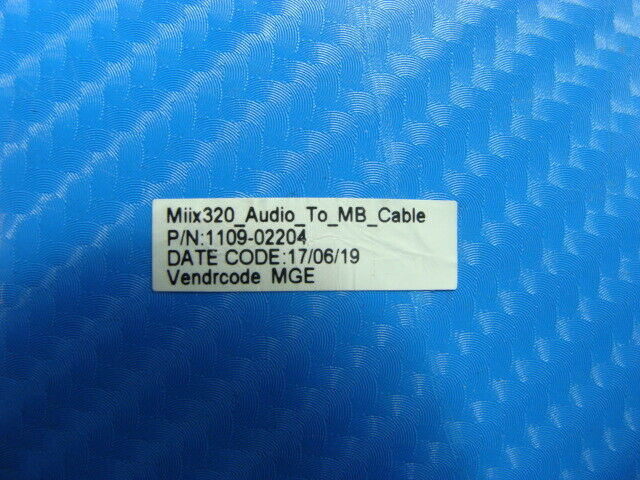 Miix320_Audio_To_MB_Cable
P/N:1109-02204
DATE CODE:17/06/19
Vendrcode MGE